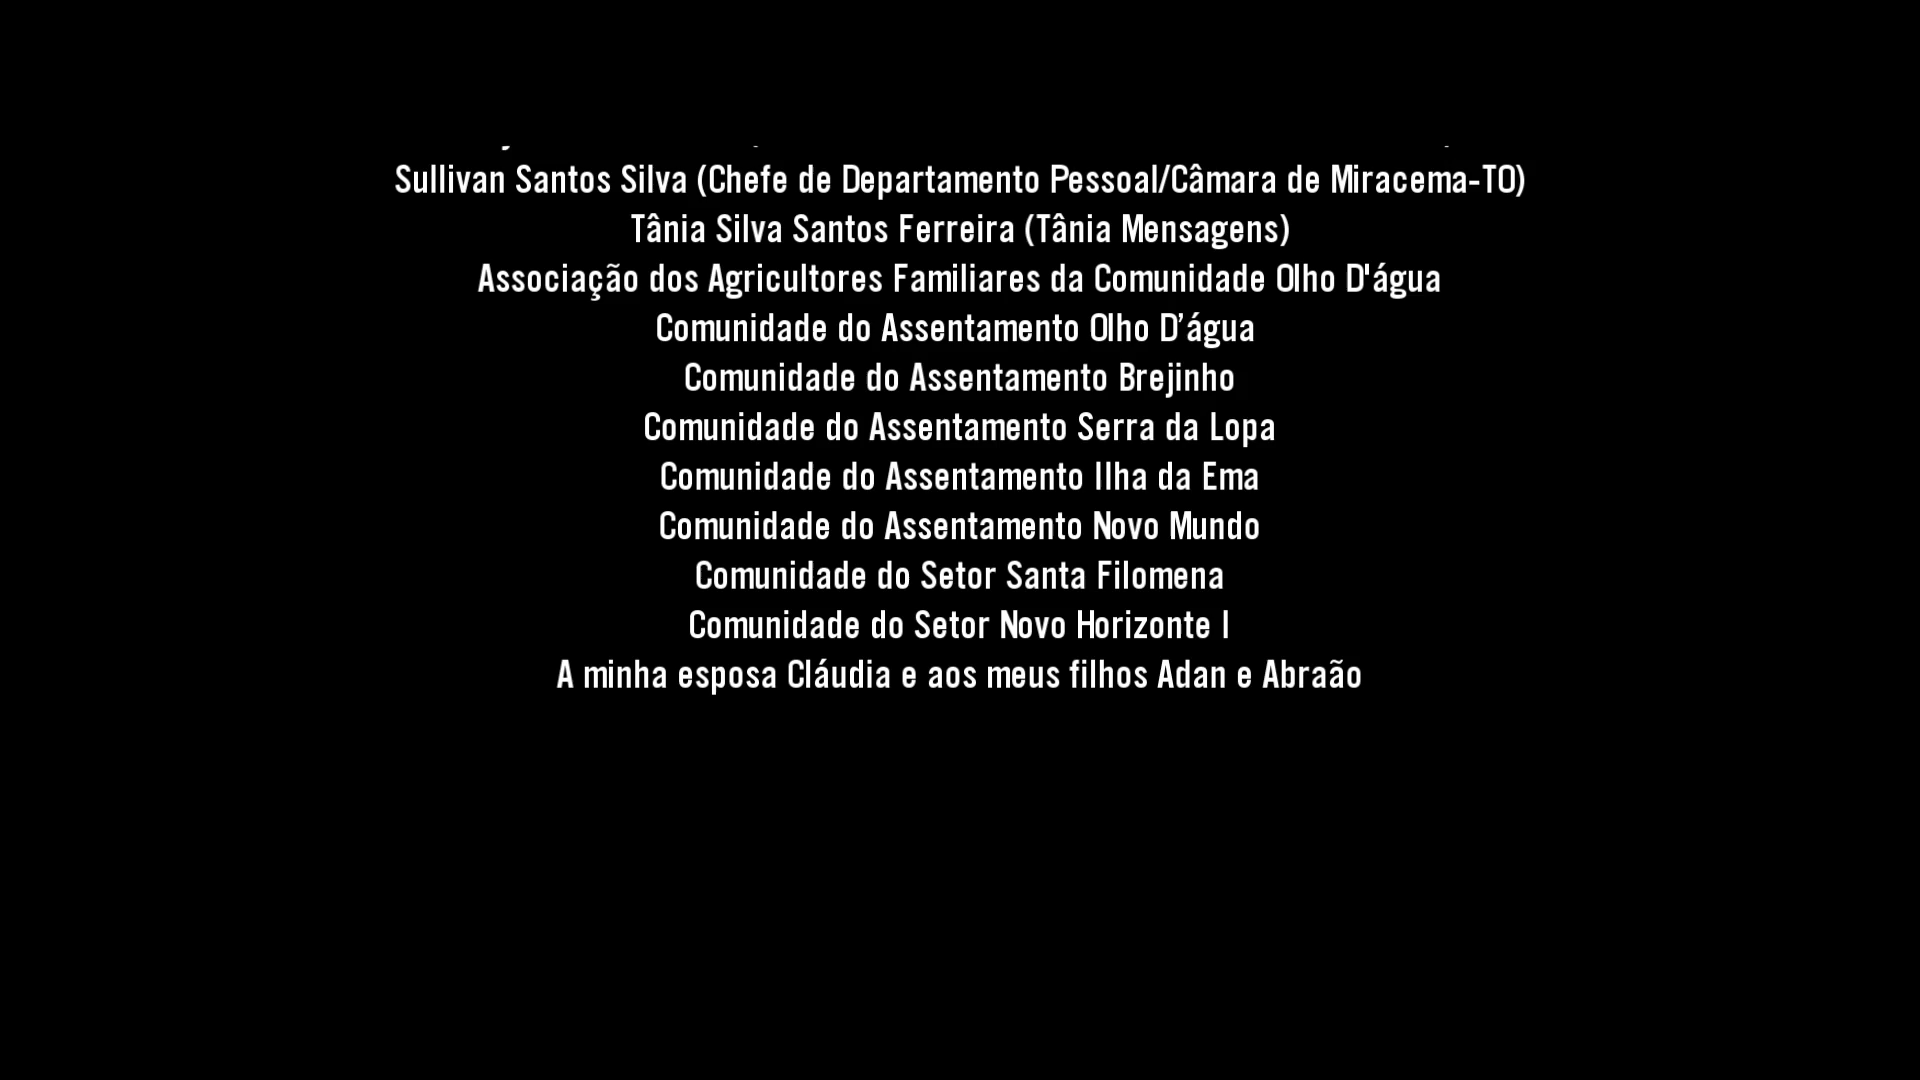 Sullivan Santos Silva (Chefe de Departamento Pessoal/Câmara de Miracema-TO)
Tânia Silva Santos Ferreira (Tânia Mensagens)
Associação dos Agricultores Familiares da Comunidade Olho D'água
Comunidade do Assentamento Olho D’água
Comunidade do Assentamento Brejinho
Comunidade do Assentamento Serra da Lopa
Comunidade do Assentamento Ilha da Ema
Comunidade do Assentamento Novo Mundo
Comunidade do Setor Santa Filomena
Comunidade do Setor Novo Horizonte I
A minha esposa Cláudia e aos meus filhos Adan e Abraão